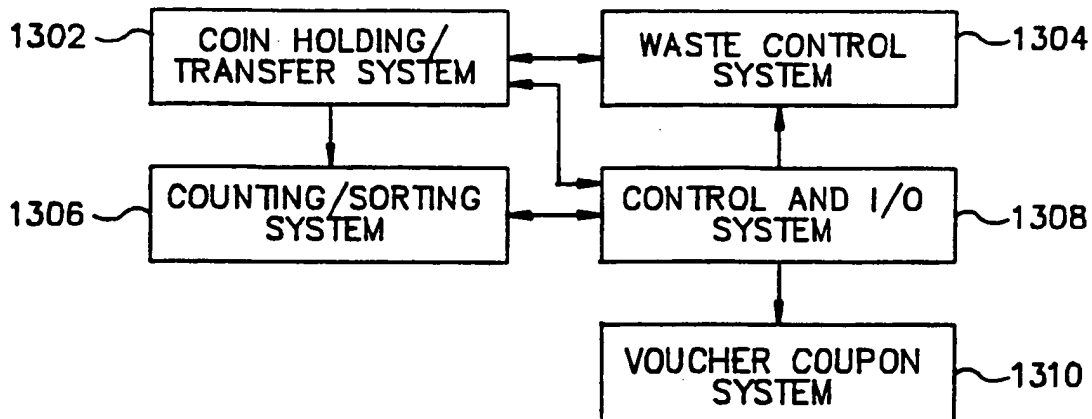 1302
COIN HOLDING/
TRANSFER SYSTEM
WASTE CONTROL
SYSTEM
1304
1306
COUNTING/SORTING
SYSTEM
CONTROL AND I/O
SYSTEM
1308
VOUCHER COUPON
SYSTEM
1310